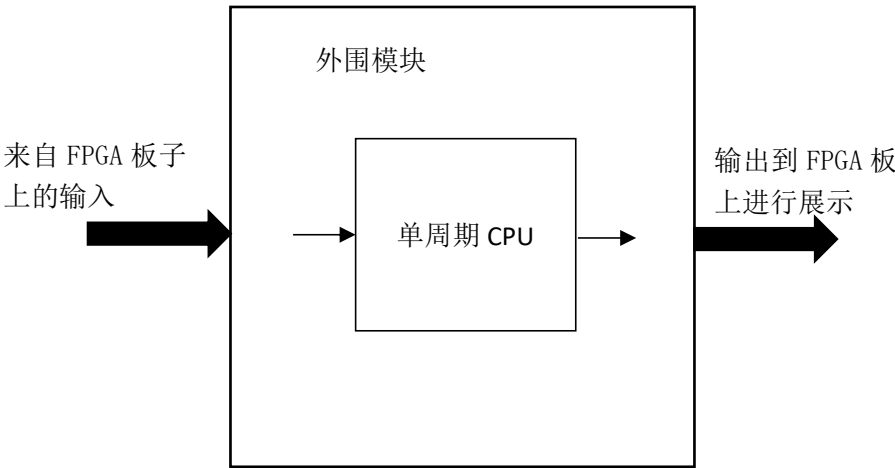 外围模块
来自 FPGA 板子
上的输入
单周期 CPU
输出到 FPGA 板
上进行展示